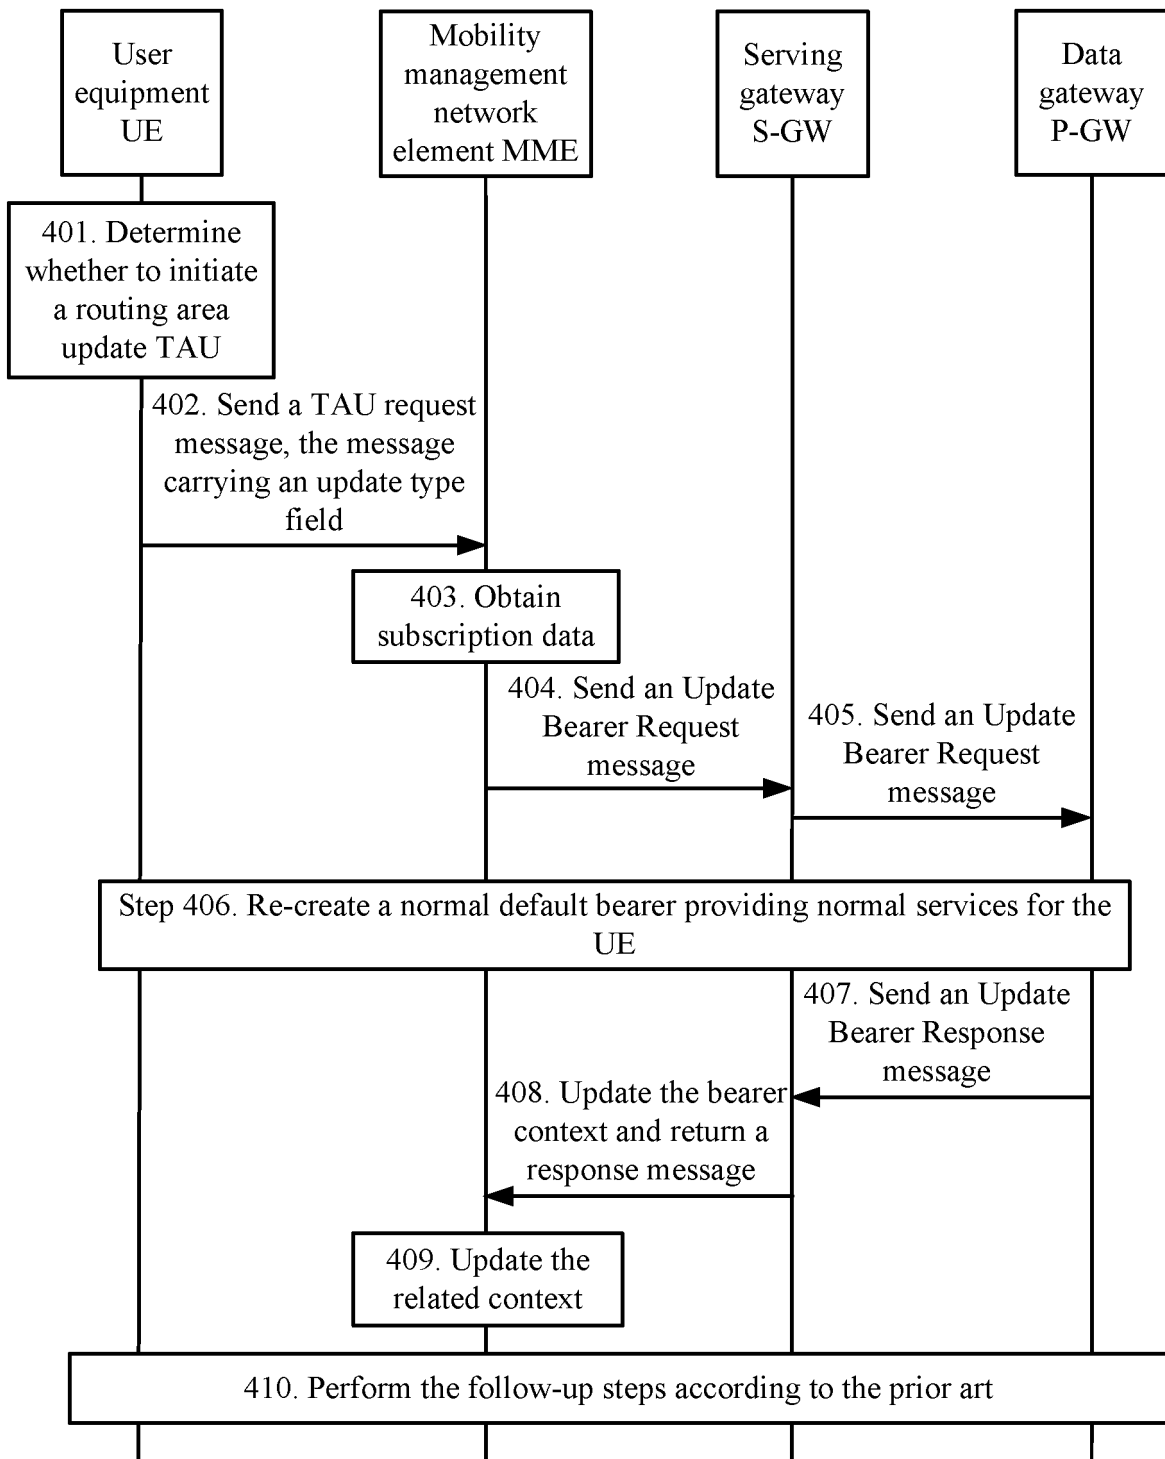 User
equipment
UE
Mobility
management
network
element MME
Serving
gateway
S-GW
Data
gateway
P-GW
401. Determine
whether to initiate
a routing area
update TAU
402. Send a TAU request
message, the message
carrying an update type
field
403. Obtain
subscription data
404. Send an Update
Bearer Request
message
405. Send an Update
Bearer Request
message
Step 406. Re-create a normal default bearer providing normal services for the
UE
407. Send an Update
Bearer Response
message
408. Update the bearer
context and return a
response message
409. Update the
related context
410. Perform the follow-up steps according to the prior art